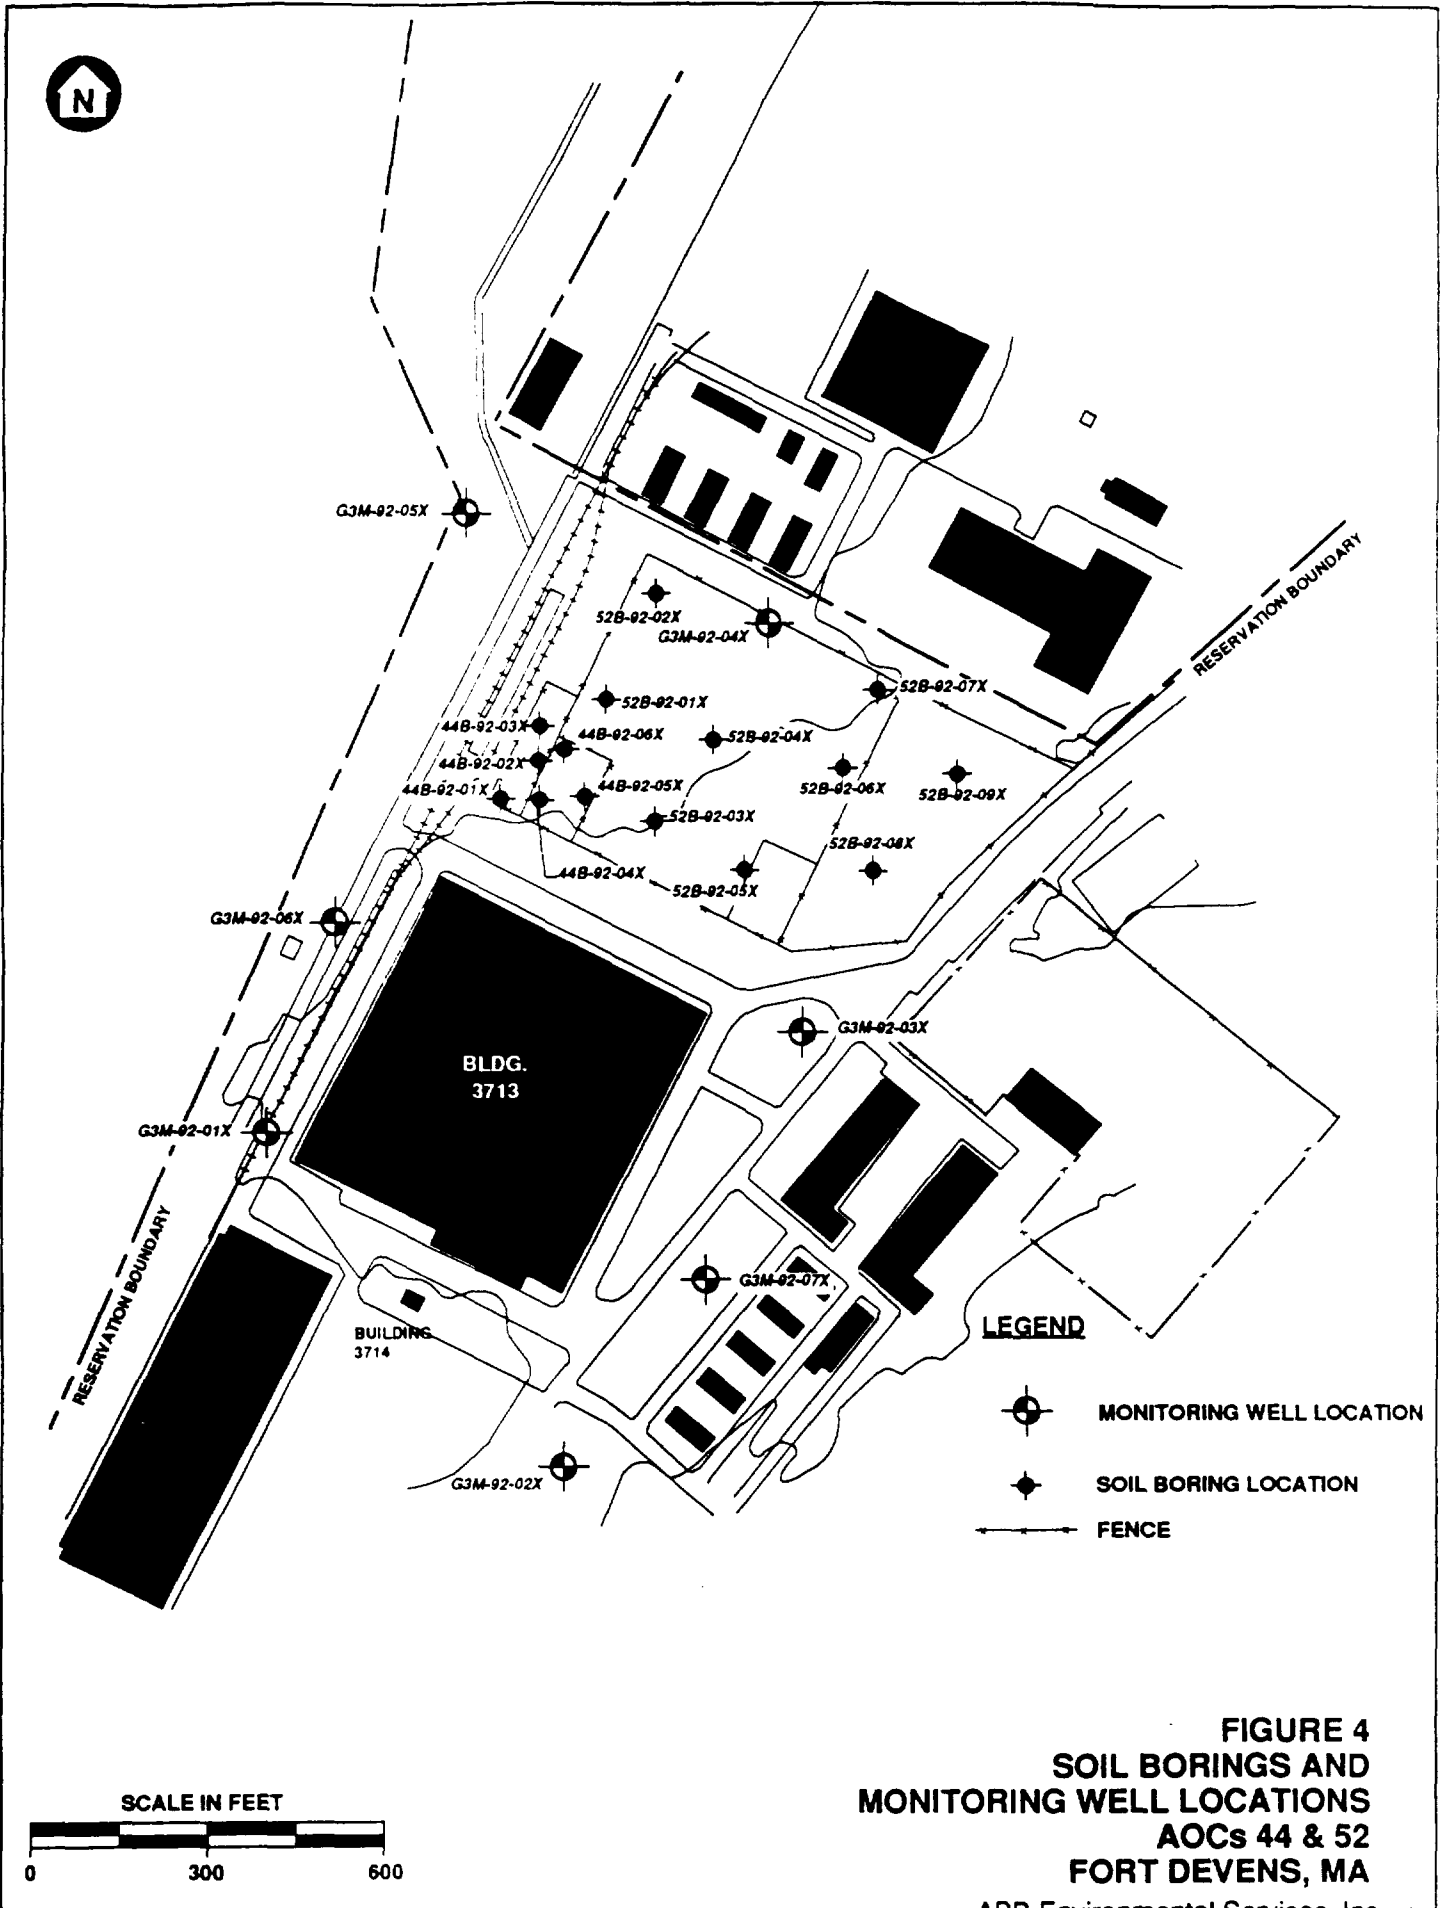 N
RESERVATION BOUNDARY
G3M-92-05X
52B-92-02X
G3M-92-04X
52B-92-07X
52B-92-01X
44B-92-03X
44B-92-06X
52B-92-04X
44B-92-02X
44B-92-01X
44B-92-05X
52B-92-06X
52B-92-09X
52B-92-03X
52B-92-08X
44B-92-04X
52B-92-05X
G3M-92-06X
G3M-92-03X
BLDG.
3713
G3M-92-01X
RESERVATION BOUNDARY
G3M-92-07X
BUILDING
3714
G3M-92-02X
LEGEND
MONITORING WELL LOCATION
SOIL BORING LOCATION
FENCE
FIGURE 4
SOIL BORINGS AND
MONITORING WELL LOCATIONS
AOCs 44 & 52
FORT DEVENS, MA
SCALE IN FEET
0 300 600
ABB Environmental Services, Inc.